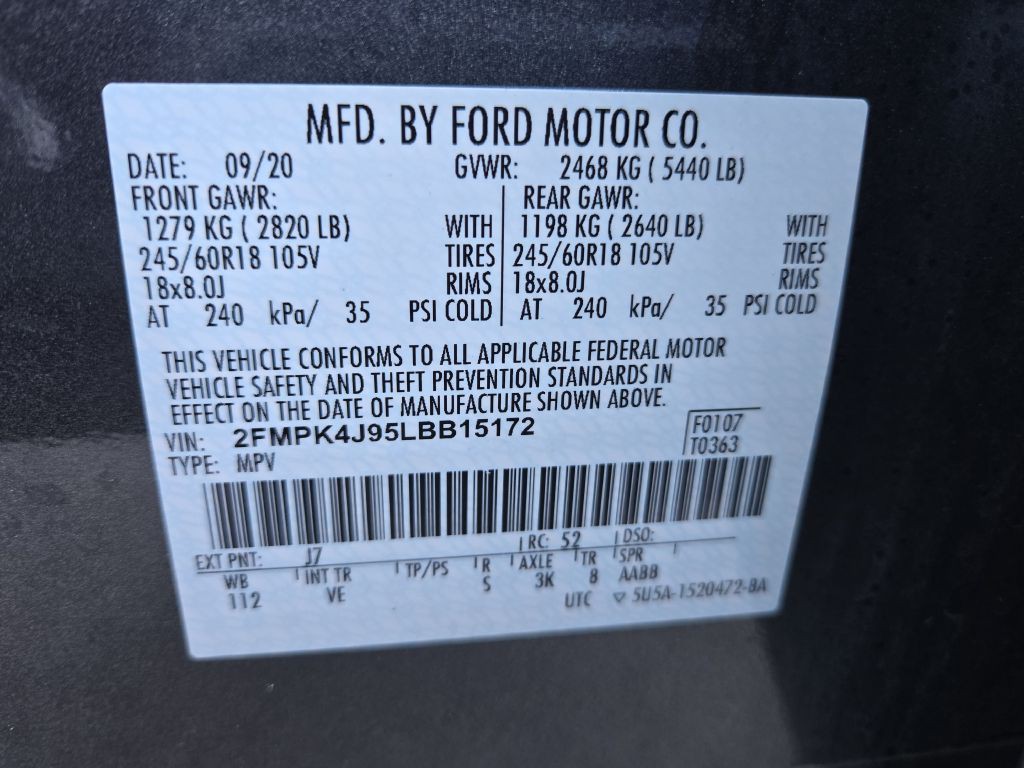 MFD. BY FORD MOTOR CO.
DATE: 09/20 GVWR: 2468 KG ( 5440 LB)
FRONT GAWR: REAR GAWR:
1279 KG ( 2820 LB) WITH 1198 KG ( 2640 LB) WITH
245/60R18 105V TIRES 245/60R18 105V TIRES
18x8.0J RIMS 18x8.0J RIMS
AT 240 kPa/ 35 PSI COLD AT 240 kPa/ 35 PSI COLD
THIS VEHICLE CONFORMS TO ALL APPLICABLE FEDERAL MOTOR
VEHICLE SAFETY AND THEFT PREVENTION STANDARDS IN
EFFECT ON THE DATE OF MANUFACTURE SHOWN ABOVE.
VIN: 2FMPK4J95LBB15172 F0107
TYPE: MPV T0363
EXT PNT: J7 RC: 52 DSO:
WB INT TR TP/PS R AXLE TR SPR
112 VE S 3K 8 AABB
UTC ▽ 5U5A-1520472-BA